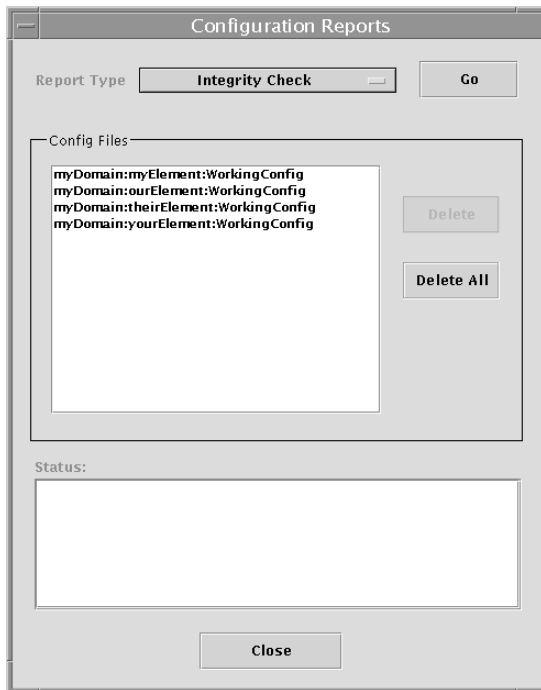 Configuration Reports
Report Type Integrity Check Go
Config Files
myDomain:myElement:WorkingConfig
myDomain:ourElement:WorkingConfig
myDomain:theirElement:WorkingConfig
myDomain:yourElement:WorkingConfig
Delete
Delete All
Status:
Close